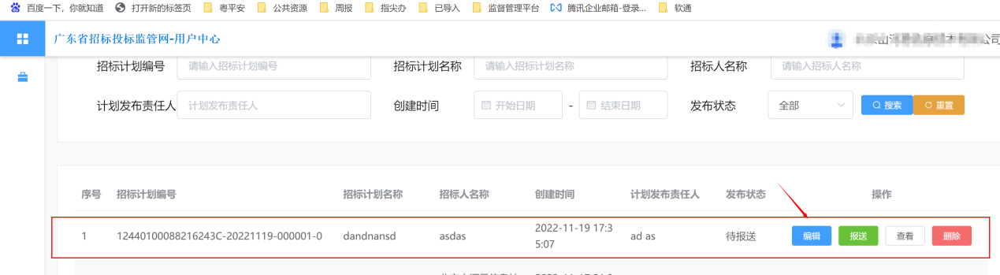 百度一下，你就知道 打开新的标签页 粤平安 公共资源 周报 指尖办 已导入 监督管理平台 腾讯企业邮箱-登录... 软通
广东省招标投标监管网-用户中心
招标计划编号 请输入招标计划编号 招标计划名称 请输入招标计划名称 招标人名称 请输入招标人名称
计划发布责任人 计划发布责任人 创建时间 开始日期 - 结束日期 发布状态 全部 搜索 重置
序号 招标计划编号 招标计划名称 招标人名称 创建时间 计划发布责任人 发布状态 操作
1 12440100088216243C-20221119-000001-0 dandnansd asdas 2022-11-19 17:3 ad as 待报送 编辑 报送 查看 删除
5:07